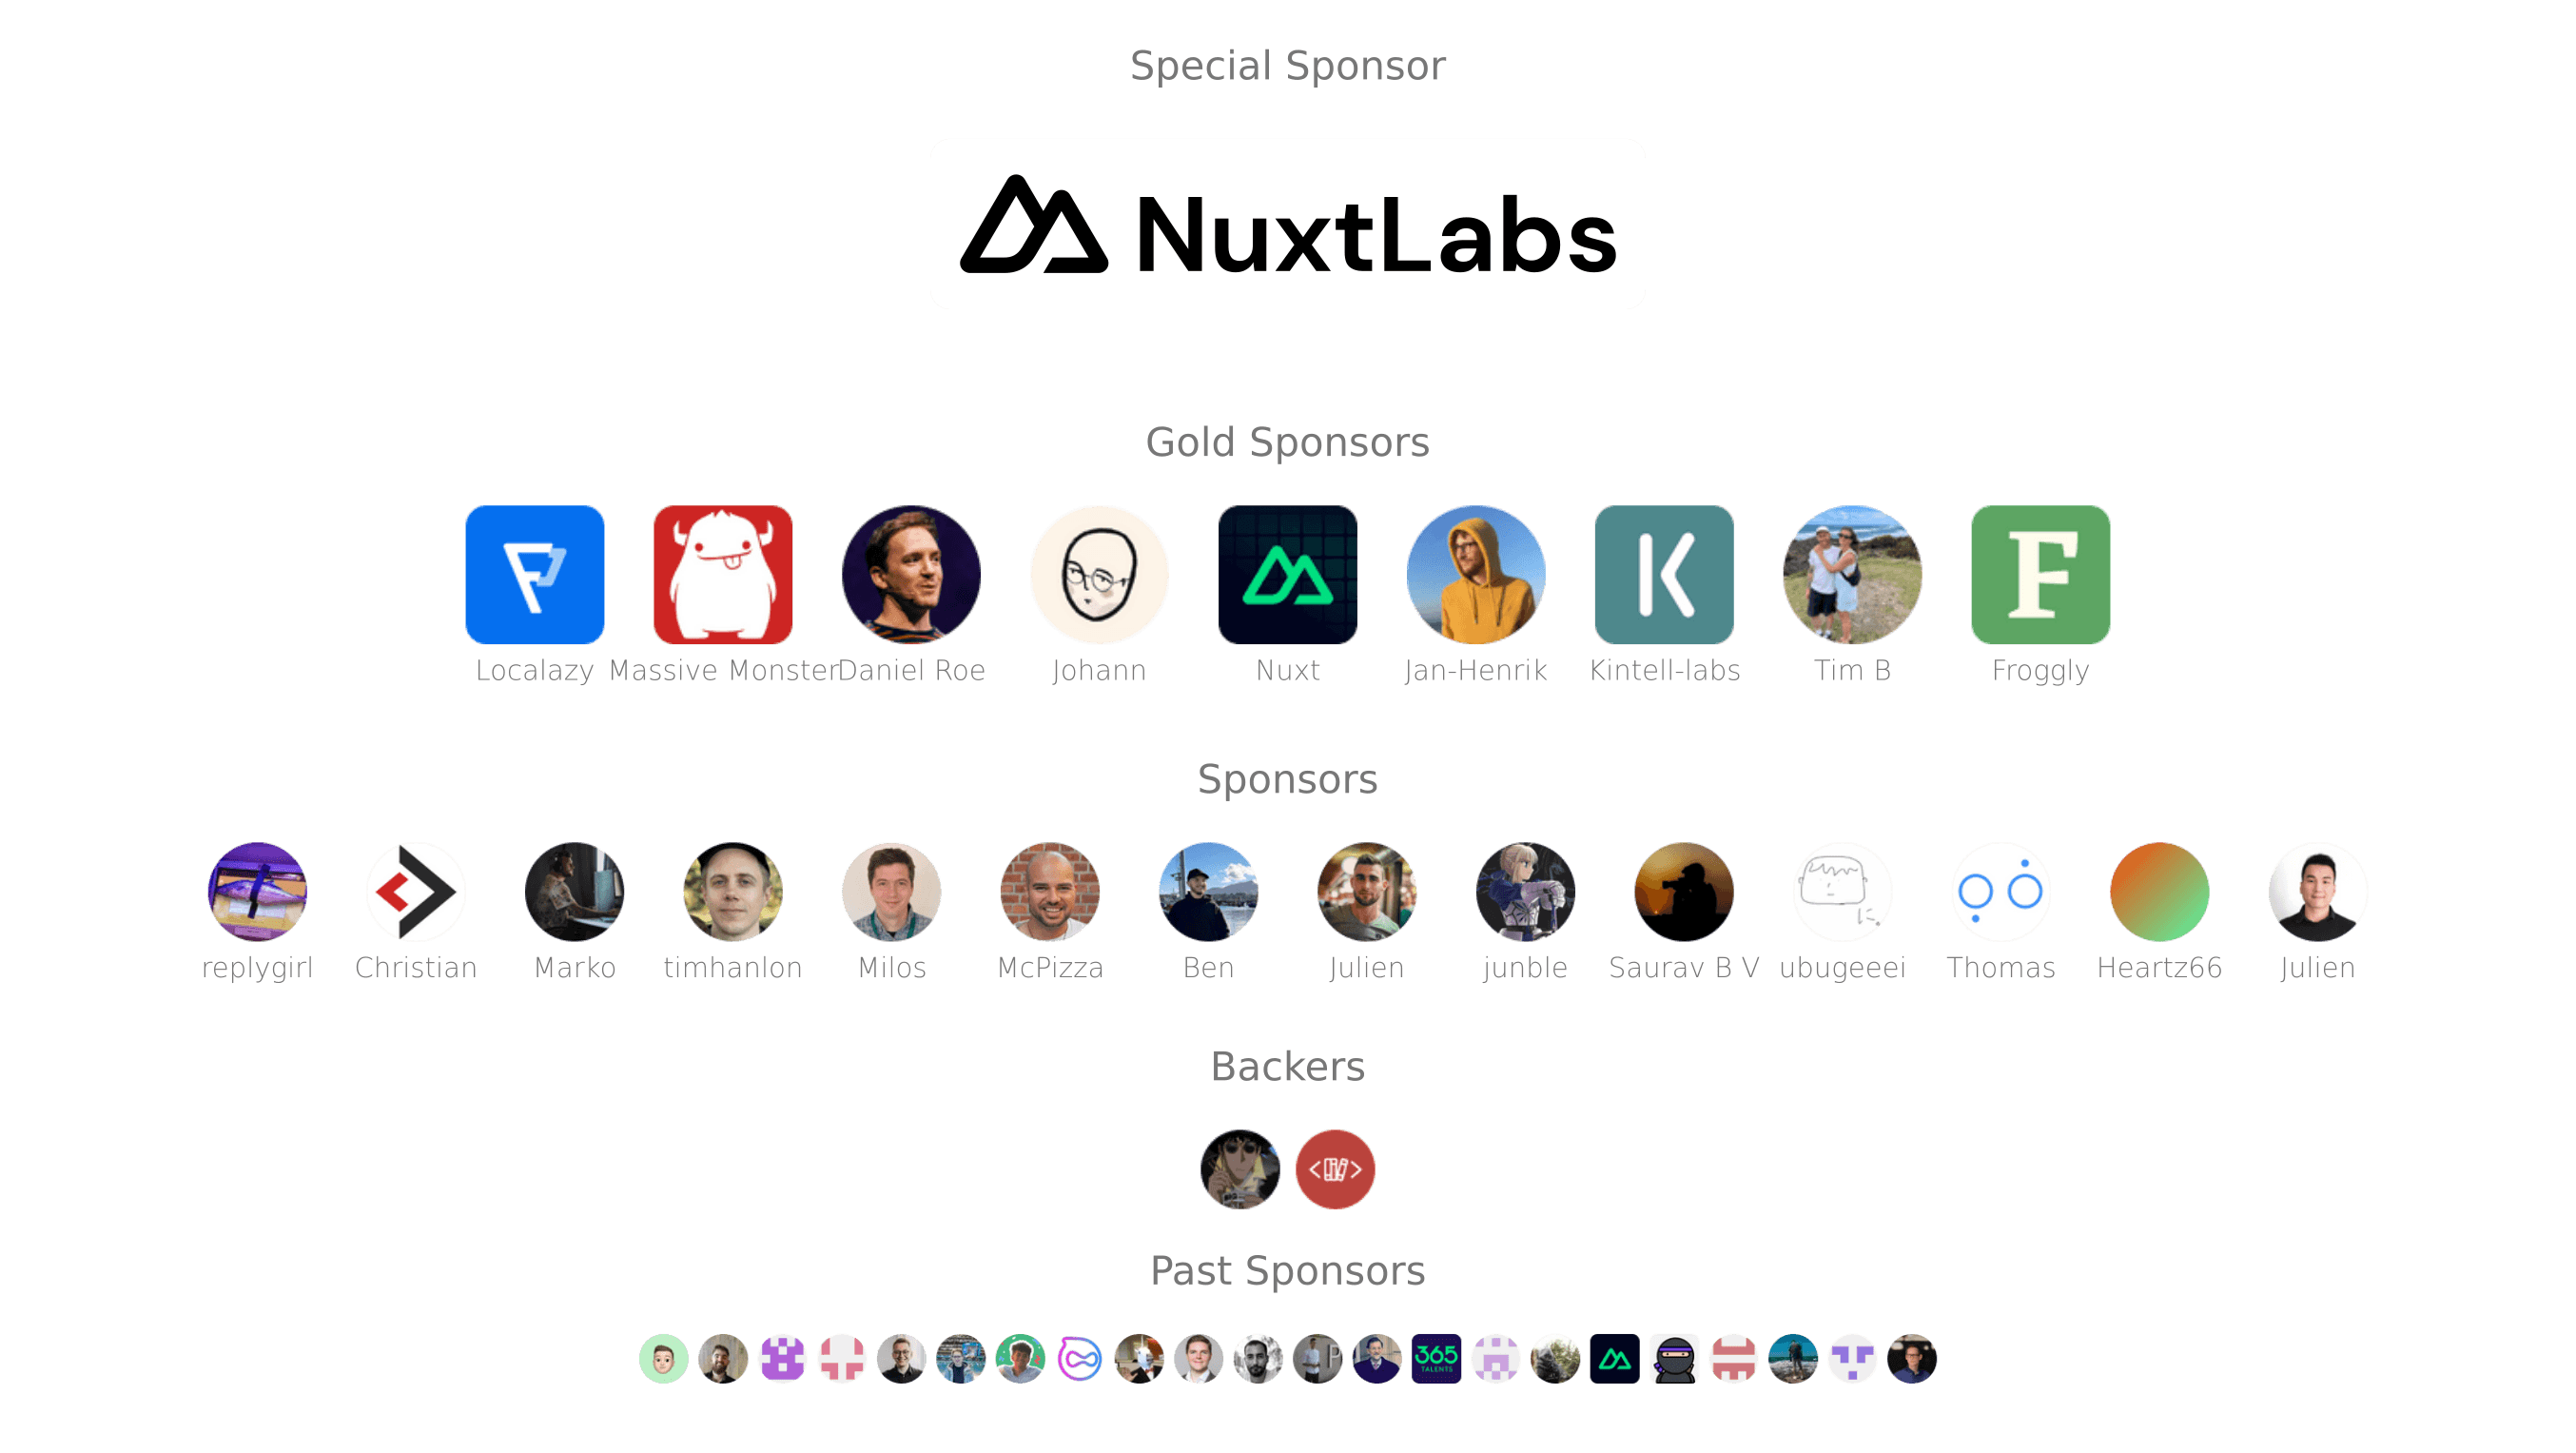 Special Sponsor
NuxtLabs
Gold Sponsors
Localazy Massive Monster Daniel Roe Johann Nuxt Jan-Henrik Kintell-labs Tim B Froggly
Sponsors
replygirl Christian Marko timhanlon Milos McPizza Ben Julien junble Saurav B V ubugeeei Thomas Heartz66 Julien
Backers
Past Sponsors
365
TALENTS